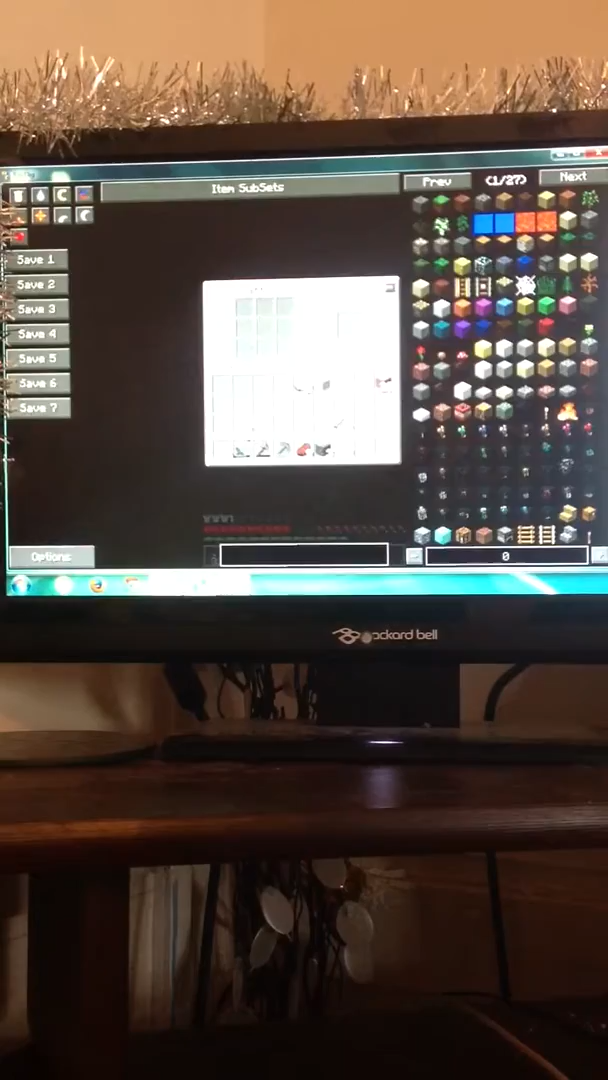 Item SubSets
Prev
(1/27)
Next
Save 1
Save 2
Save 3
Save 4
Save 5
Save 6
Save 7
Options
0
packard bell